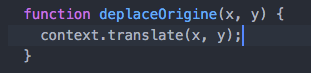 function deplaceOrigine(x, y) {
  context.translate(x, y);
}